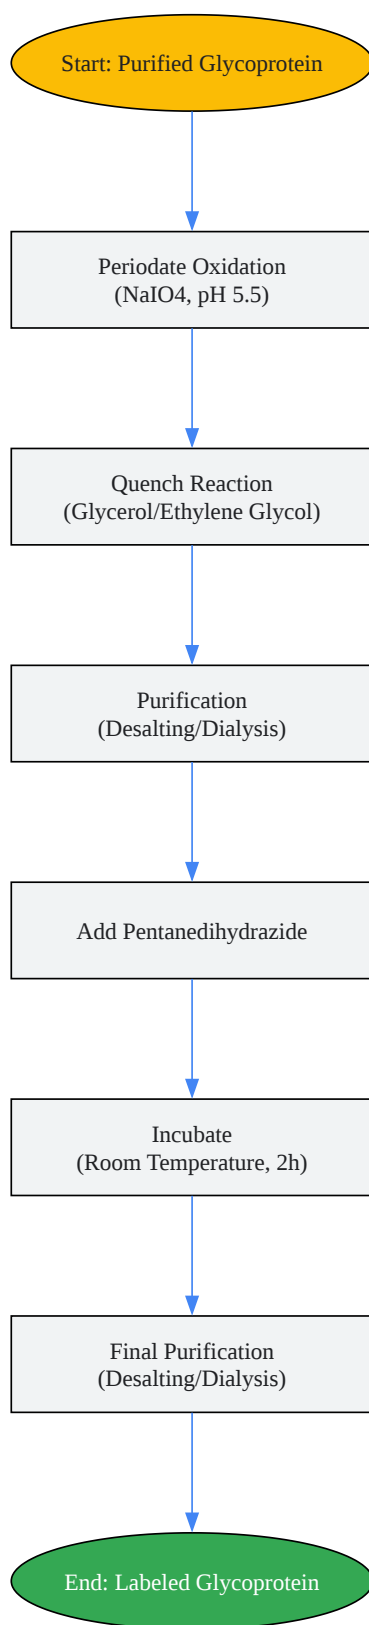 Start: Purified Glycoprotein
Periodate Oxidation
(NaIO4, pH 5.5)
Quench Reaction
(Glycerol/Ethylene Glycol)
Purification
(Desalting/Dialysis)
Add Pentanedihydrazide
Incubate
(Room Temperature, 2h)
Final Purification
(Desalting/Dialysis)
End: Labeled Glycoprotein